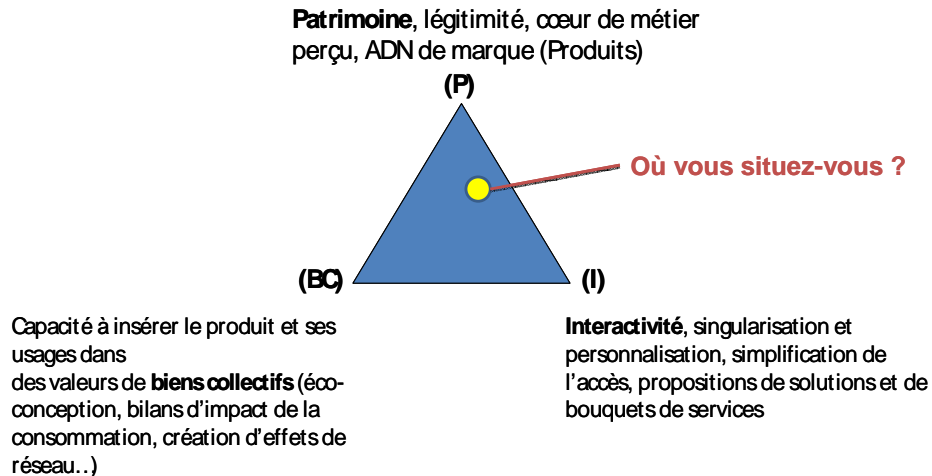 Patrimoine, légitimité, cœur de métier
perçu, ADN de marque (Produits)
(P)
Où vous situez-vous ?
(BC)
(I)
Capacité à insérer le produit et ses
usages dans
des valeurs de biens collectifs (éco-
conception, bilans d'impact de la
consommation, création d'effets de
réseau..)
Interactivité, singularisation et
personnalisation, simplification de
l'accès, propositions de solutions et de
bouquets de services